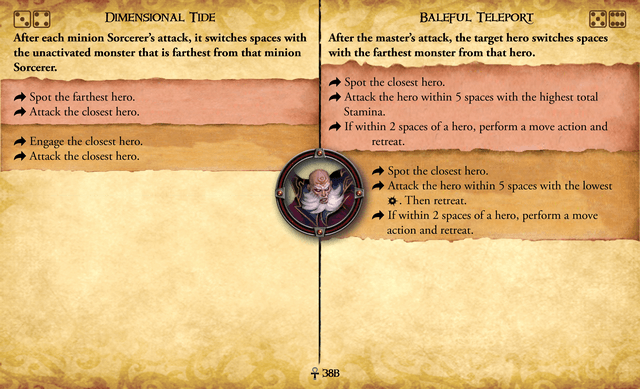 DIMENSIONAL TIDE
After each minion Sorcerer's attack, it switches spaces with
the unactivated monster that is farthest from that minion
Sorcerer.
Spot the farthest hero.
Attack the closest hero.
Engage the closest hero.
Attack the closest hero.
BALEFUL TELEPORT
After the master's attack, the target hero switches spaces
with the farthest monster from that hero.
Spot the closest hero.
Attack the hero within 5 spaces with the highest total
Stamina.
If within 2 spaces of a hero, perform a move action and
retreat.
Spot the closest hero.
Attack the hero within 5 spaces with the lowest
. Then retreat.
If within 2 spaces of a hero, perform a move
action and retreat.
38B